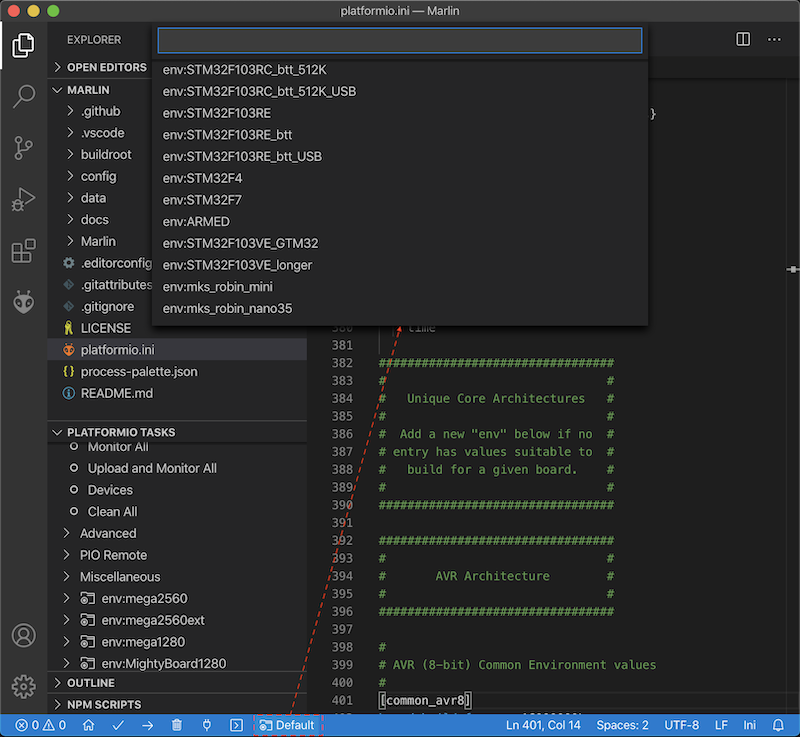 platformio.ini — Marlin
EXPLORER
OPEN EDITORS
MARLIN
.github
.vscode
buildroot
config
data
docs
Marlin
.editorconfig
.gitattributes
.gitignore
LICENSE
platformio.ini
process-palette.json
README.md
PLATFORMIO TASKS
Monitor All
Upload and Monitor All
Devices
Clean All
Advanced
PIO Remote
Miscellaneous
env:mega2560
env:mega2560ext
env:mega1280
env:MightyBoard1280
OUTLINE
NPM SCRIPTS
env:STM32F103RC_btt_512K
env:STM32F103RC_btt_512K_USB
env:STM32F103RE
env:STM32F103RE_btt
env:STM32F103RE_btt_USB
env:STM32F4
env:STM32F7
env:ARMED
env:STM32F103VE_GTM32
env:STM32F103VE_longer
env:mks_robin_mini
env:mks_robin_nano35
}
380 time
381
382 #################################
383 # #
384 # Unique Core Architectures #
385 # #
386 # Add a new "env" below if no #
387 # entry has values suitable to #
388 # build for a given board. #
389 # #
390 #################################
391
392 #################################
393 # #
394 # AVR Architecture #
395 # #
396 #################################
397
398 #
399 # AVR (8-bit) Common Environment values
400 #
401 [common_avr8]
0 0 Default Ln 401, Col 14 Spaces: 2 UTF-8 LF Ini